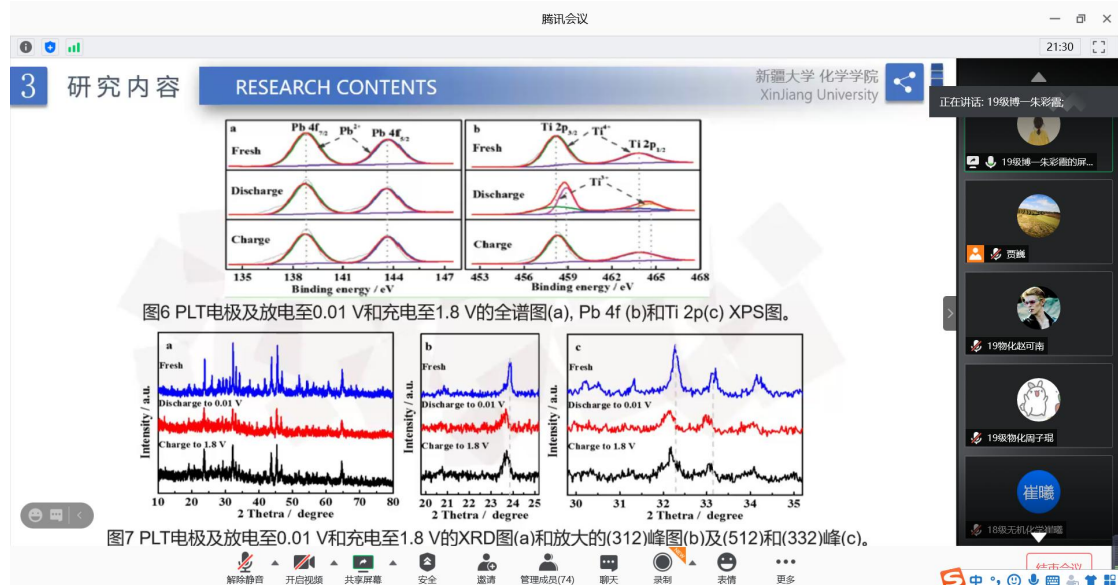 腾讯会议
21:30
3 研究内容 RESEARCH CONTENTS
新疆大学 化学学院
XinJiang University
正在讲话: 19级博一朱彩霞;
a Pb 4f7/2 Pb2+ Pb 4f5/2
Fresh
Discharge
Charge
135 138 141 144 147
Binding energy / eV
b Ti 2p3/2 Ti4+ Ti 2p1/2
Fresh
Discharge Ti3+
Charge
453 456 459 462 465 468
Binding energy / eV
图6 PLT电极及放电至0.01 V和充电至1.8 V的全谱图(a), Pb 4f (b)和Ti 2p(c) XPS图。
a
Fresh
Discharge to 0.01 V
Charge to 1.8 V
Intensity / a.u.
10 20 30 40 50 60 70 80
2 Thetra / degree
b
Fresh
Discharge to 0.01 V
Charge to 1.8 V
Intensity / a.u.
20 21 22 23 24 25
2 Thetra / degree
c
Fresh
Discharge to 0.01 V
Charge to 1.8 V
Intensity / a.u.
30 31 32 33 34 35
2 Thetra / degree
图7 PLT电极及放电至0.01 V和充电至1.8 V的XRD图(a)和放大的(312)峰图(b)及(512)和(332)峰(c)。
19级博一朱彩霞的屏...
贾巍
19物化赵可南
19级物化周子琨
崔曦
18级无机化学崔曦
解除静音
开启视频
共享屏幕
安全
邀请
管理成员(74)
聊天
录制
NEW
表情
更多
结束会议
中